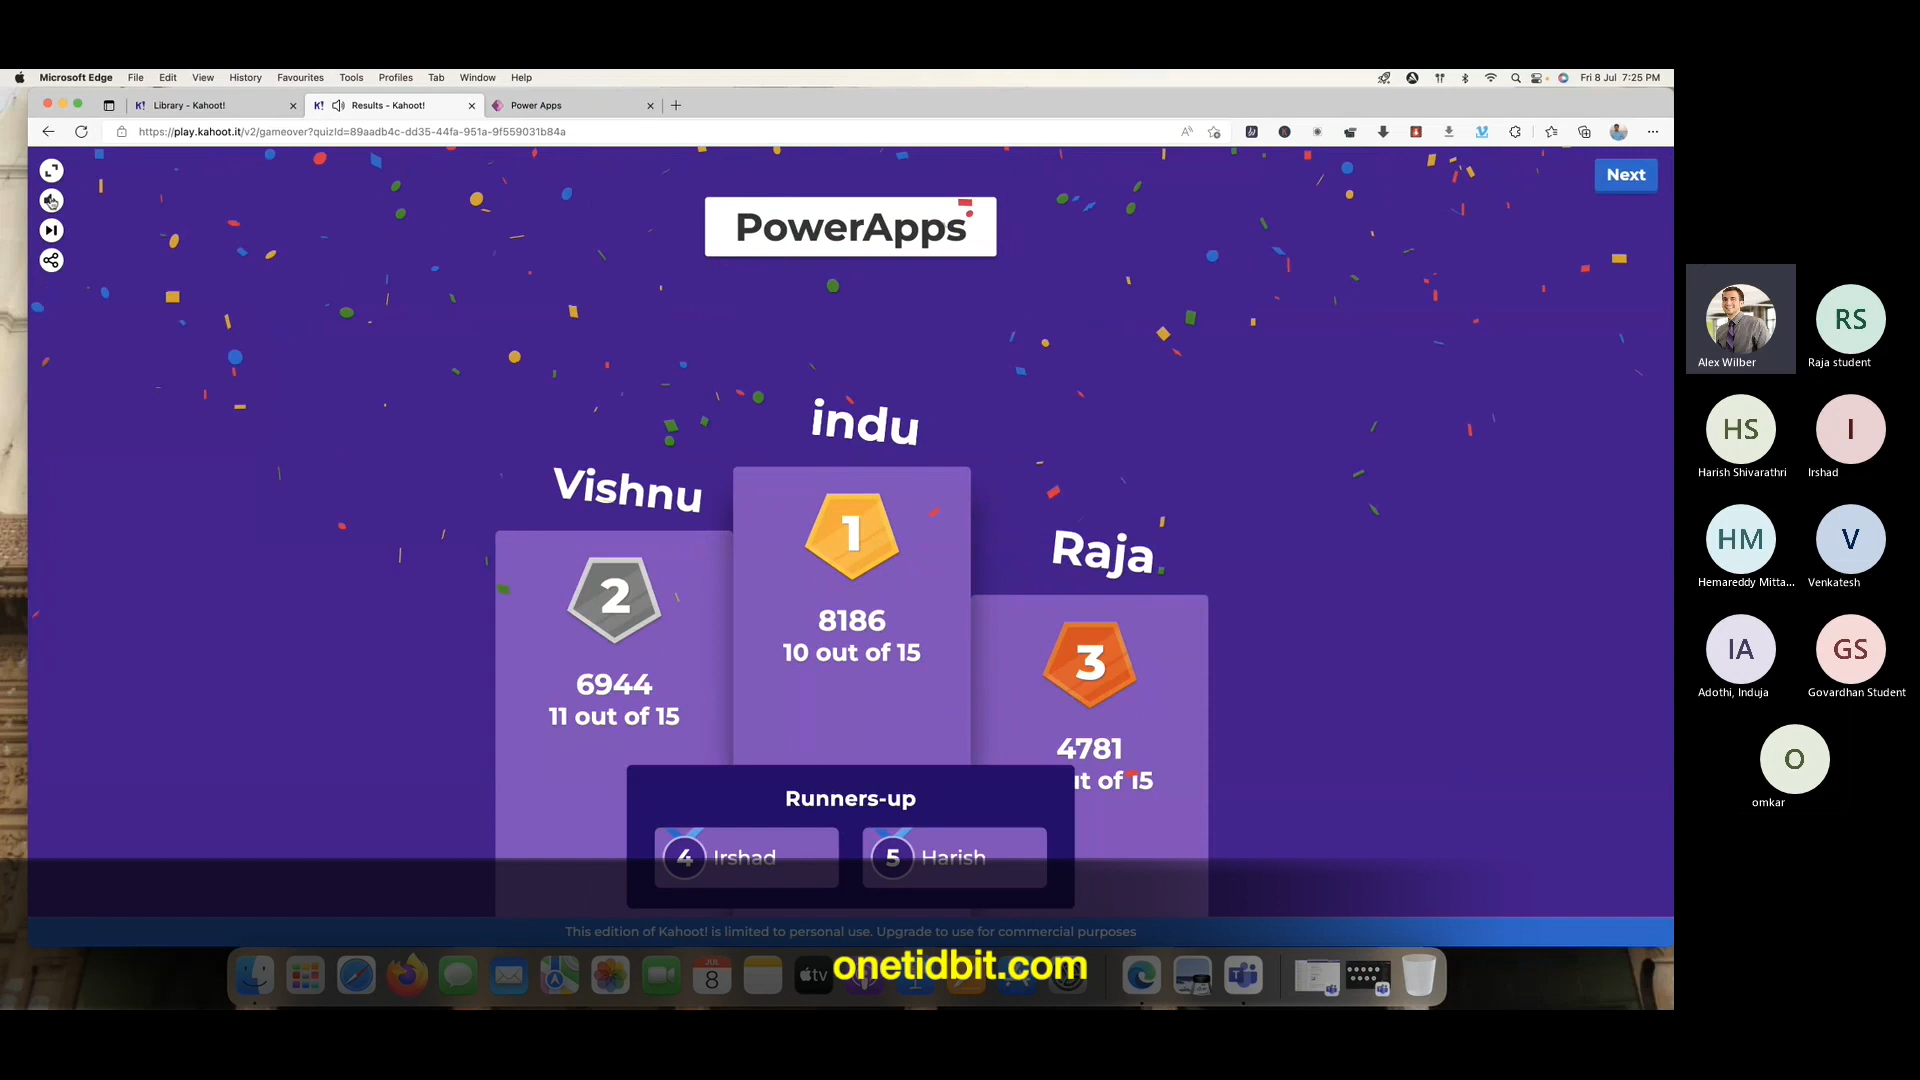 Microsoft Edge File Edit View History Favourites Tools Profiles Tab Window Help Fri 8 Jul 7:25 PM
Library - Kahoot! Results - Kahoot! Power Apps
https://play.kahoot.it/v2/gameover?quizId=89aadb4c-dd35-44fa-951a-9f559031b84a
Next
PowerApps
indu
Vishnu
Raja
1
8186
10 out of 15
2
6944
11 out of 15
3
4781
out of 15
Runners-up
4 Irshad
5 Harish
This edition of Kahoot! is limited to personal use. Upgrade to use for commercial purposes
onetidbit.com
JUL
8
tv
Alex Wilber
RS
Raja student
HS
Harish Shivarathri
I
Irshad
HM
Hemareddy Mitta...
V
Venkatesh
IA
Adothi, Induja
GS
Govardhan Student
O
omkar